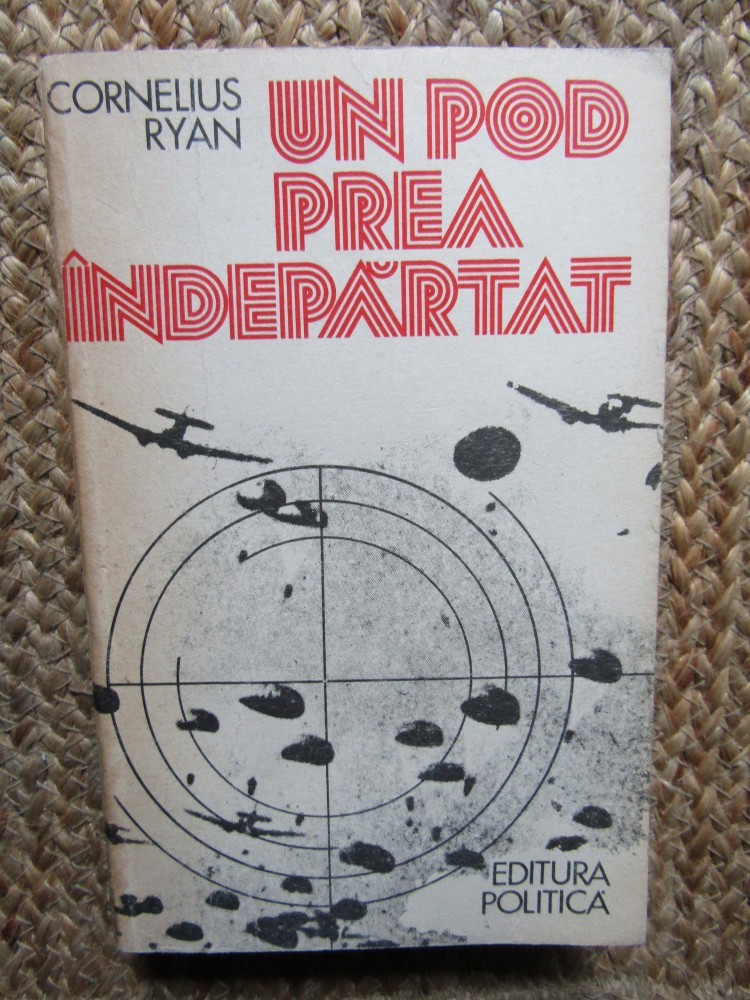 CORNELIUS
RYAN
UN POD
PREA
ÎNDEPĂRTAT
EDITURA
POLITICĂ